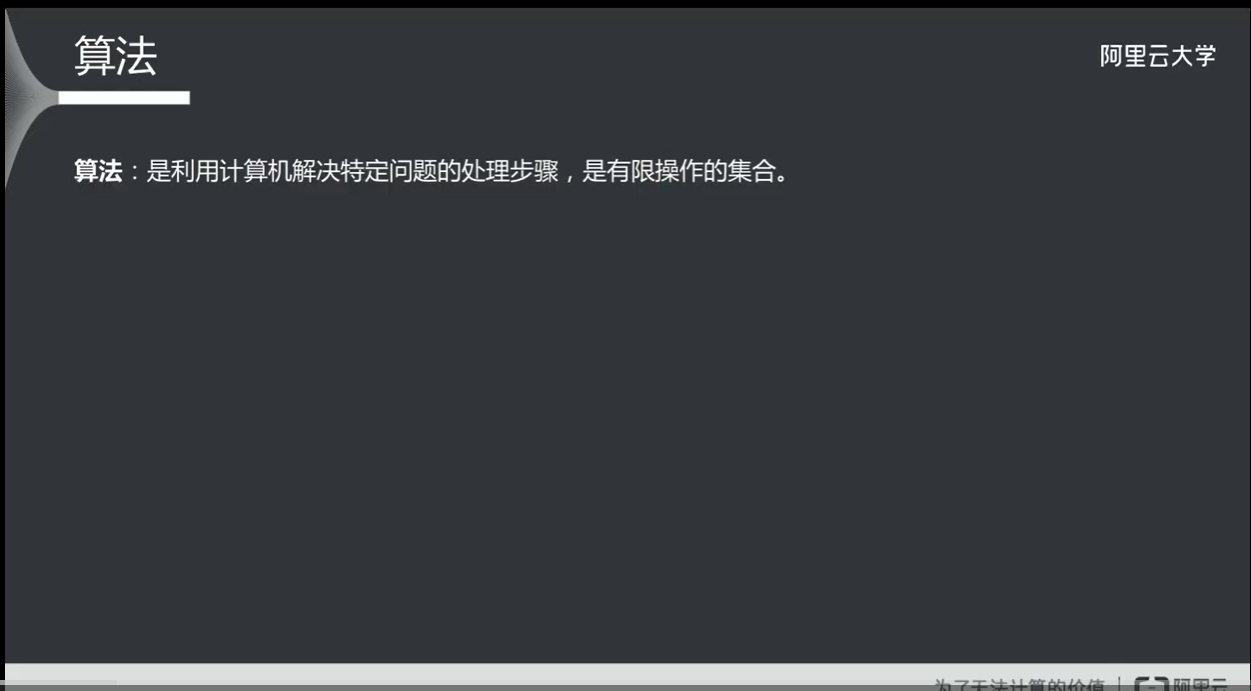 算法
阿里云大学
算法：是利用计算机解决特定问题的处理步骤，是有限操作的集合。
为了无法计算的价值 | 阿里云